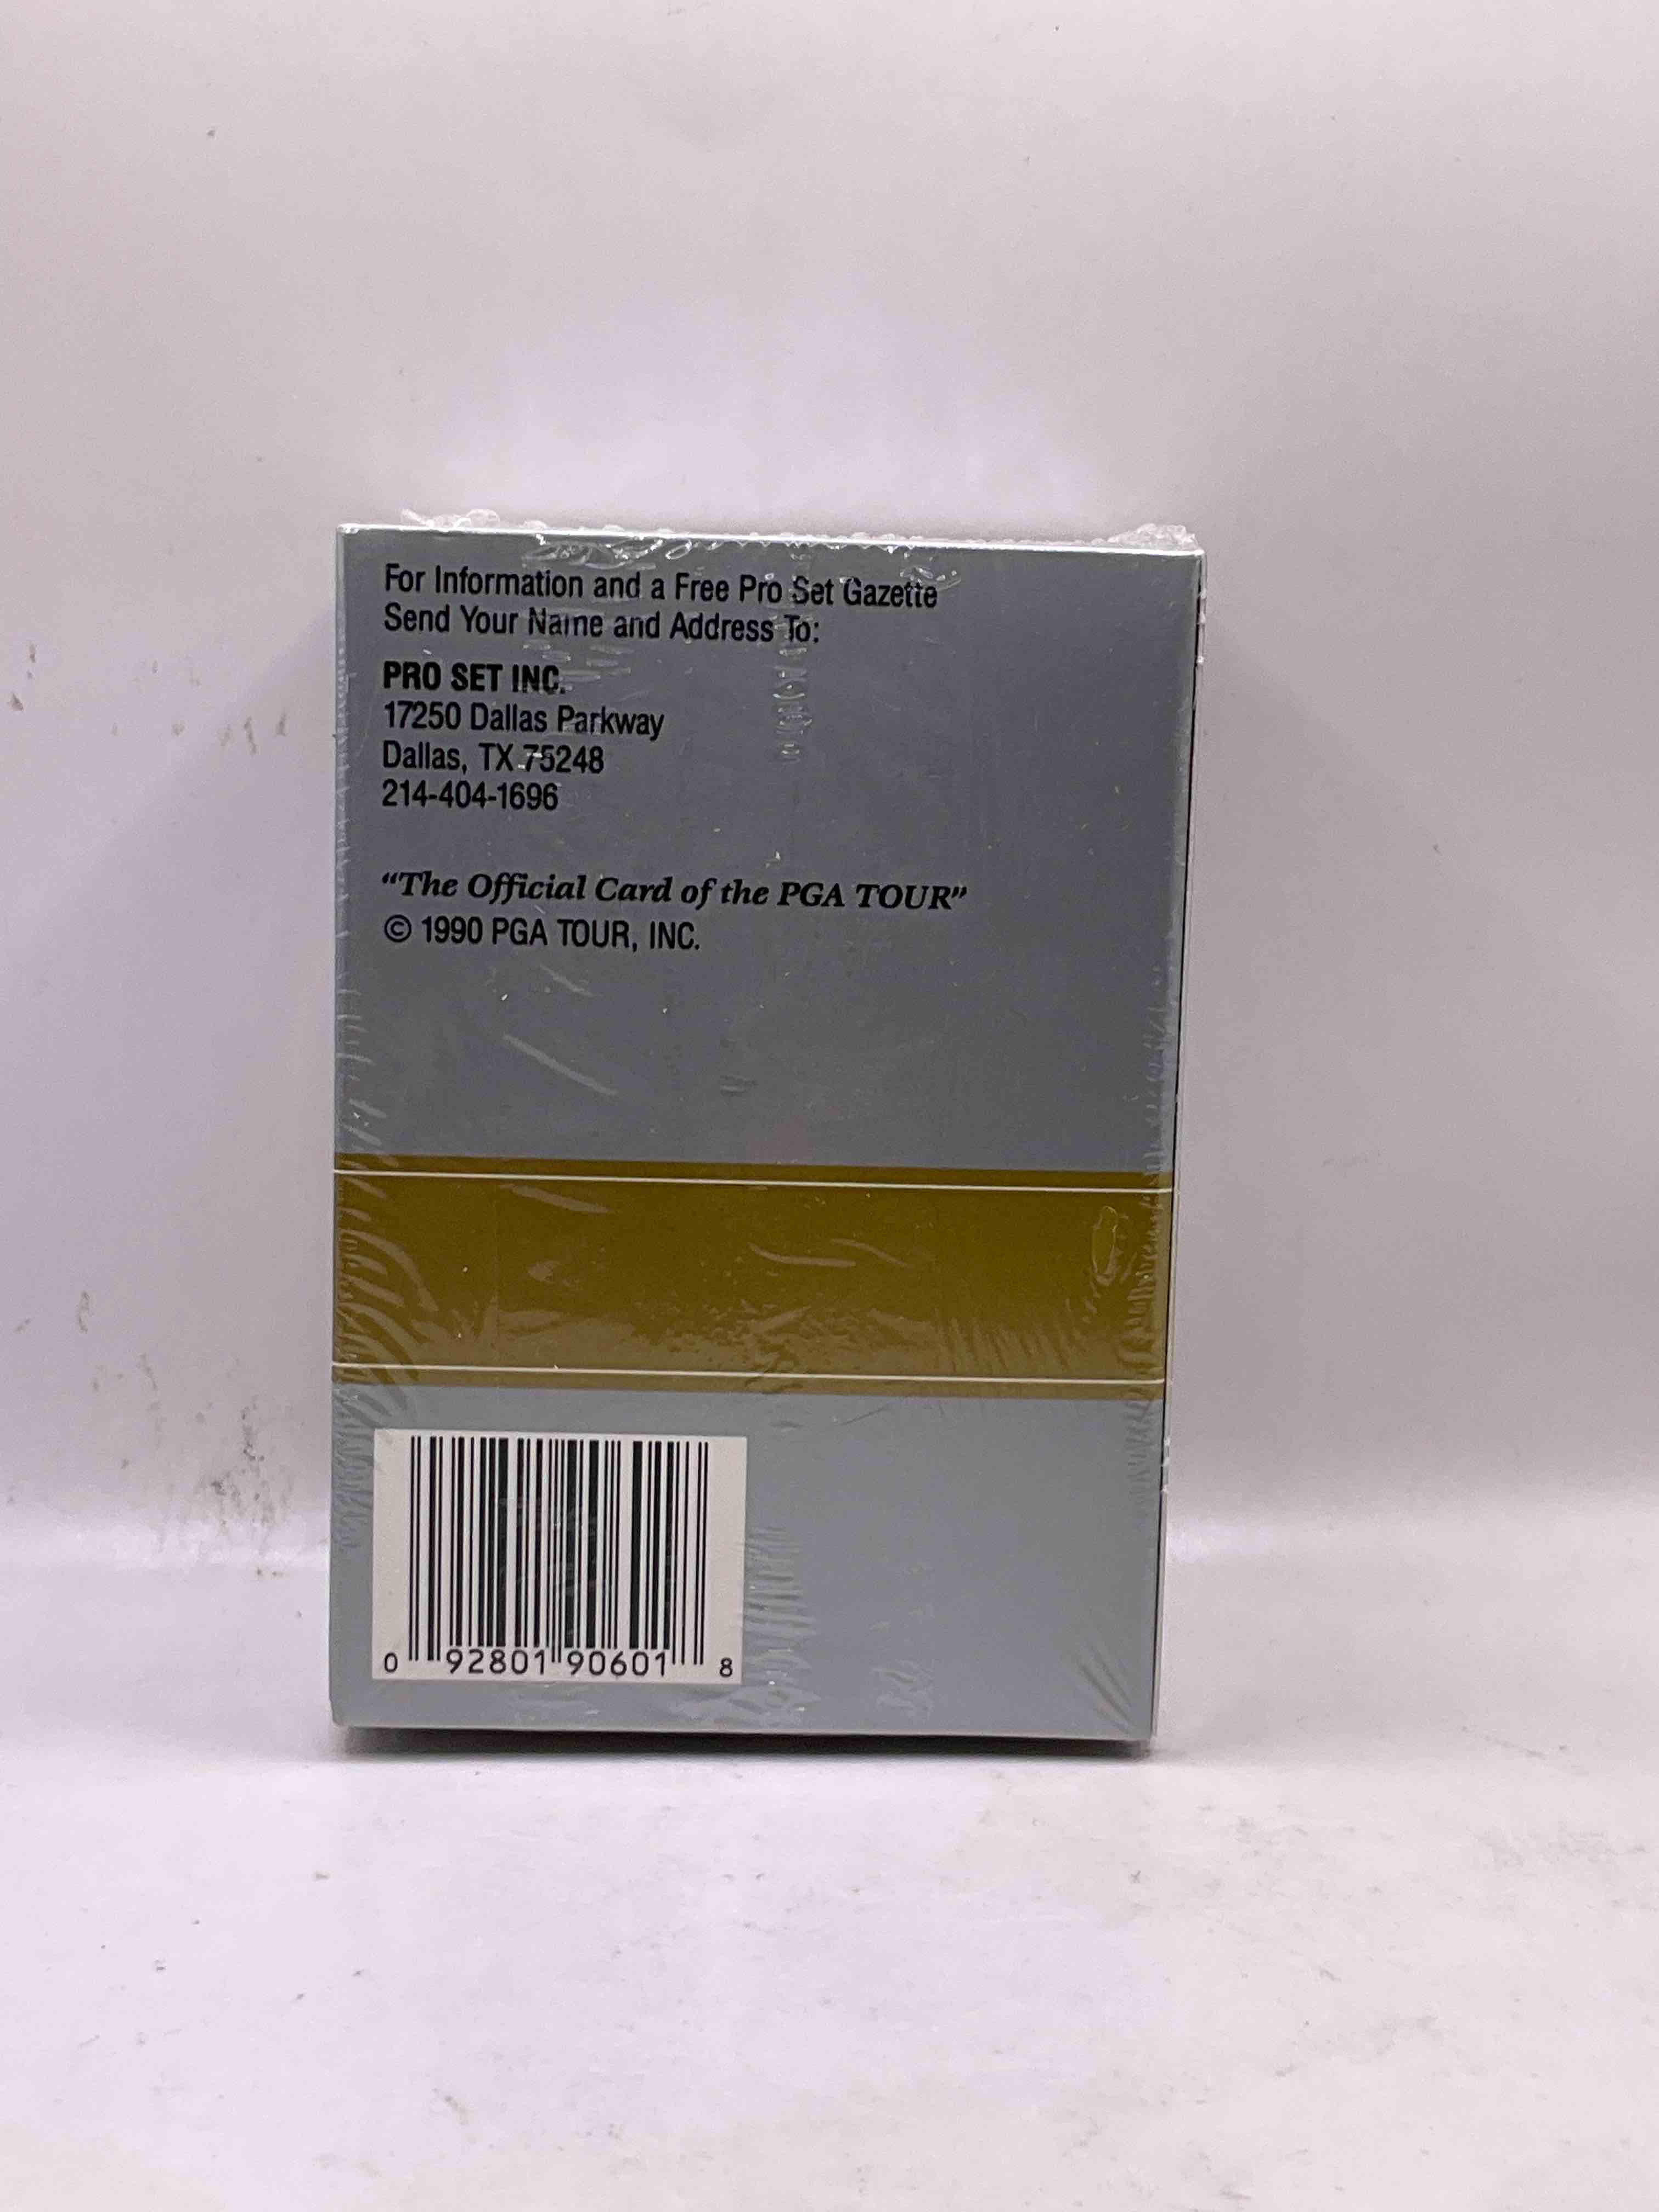 For Information and a Free Pro Set Gazette
Send Your Name and Address To:
PRO SET INC.
17250 Dallas Parkway
Dallas, TX 75248
214-404-1696
“The Official Card of the PGA TOUR”
© 1990 PGA TOUR, INC.
0 92801 90601 8